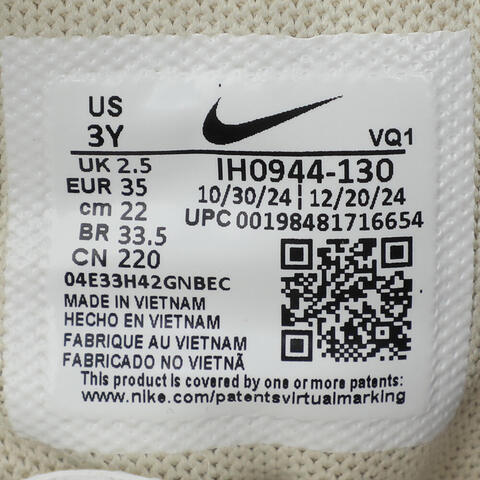 US
3Y
VQ1
UK 2.5
EUR 35
cm 22
BR 33.5
CN 220
IH0944-130
10/30/24 | 12/20/24
UPC 00198481716654
04E33H42GNBEC
MADE IN VIETNAM
HECHO EN VIETNAM
FABRIQUE AU VIETNAM
FABRICADO NO VIETNÃ
This product is covered by one or more patents:
www.nike.com/patentsvirtualmarking